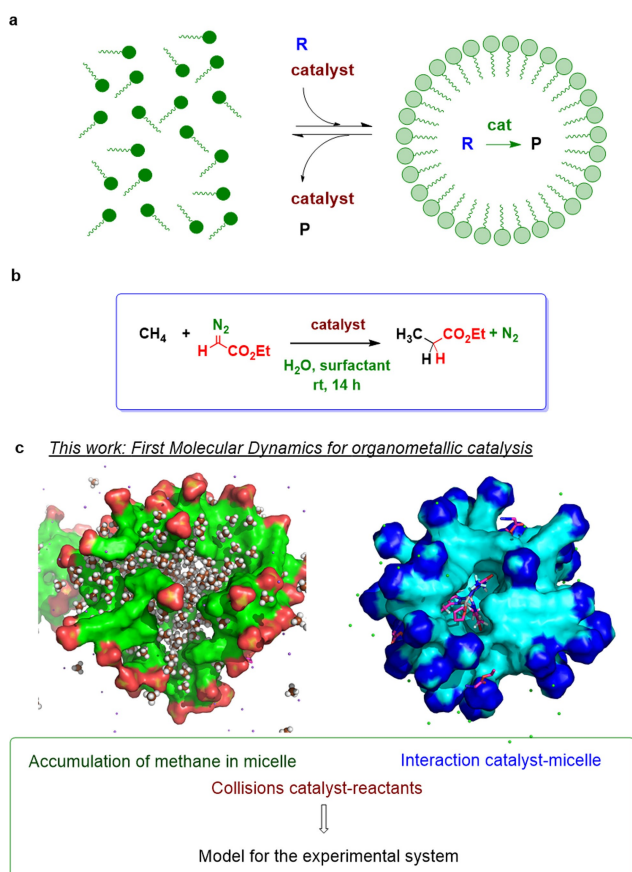 a
R
catalyst
cat
R P
catalyst
P
b
CH4 + N2 H CO2Et catalyst H3C CO2Et + N2 H H
H2O, surfactant
rt, 14 h
c This work: First Molecular Dynamics for organometallic catalysis
Accumulation of methane in micelle Interaction catalyst-micelle
Collisions catalyst-reactants
Model for the experimental system